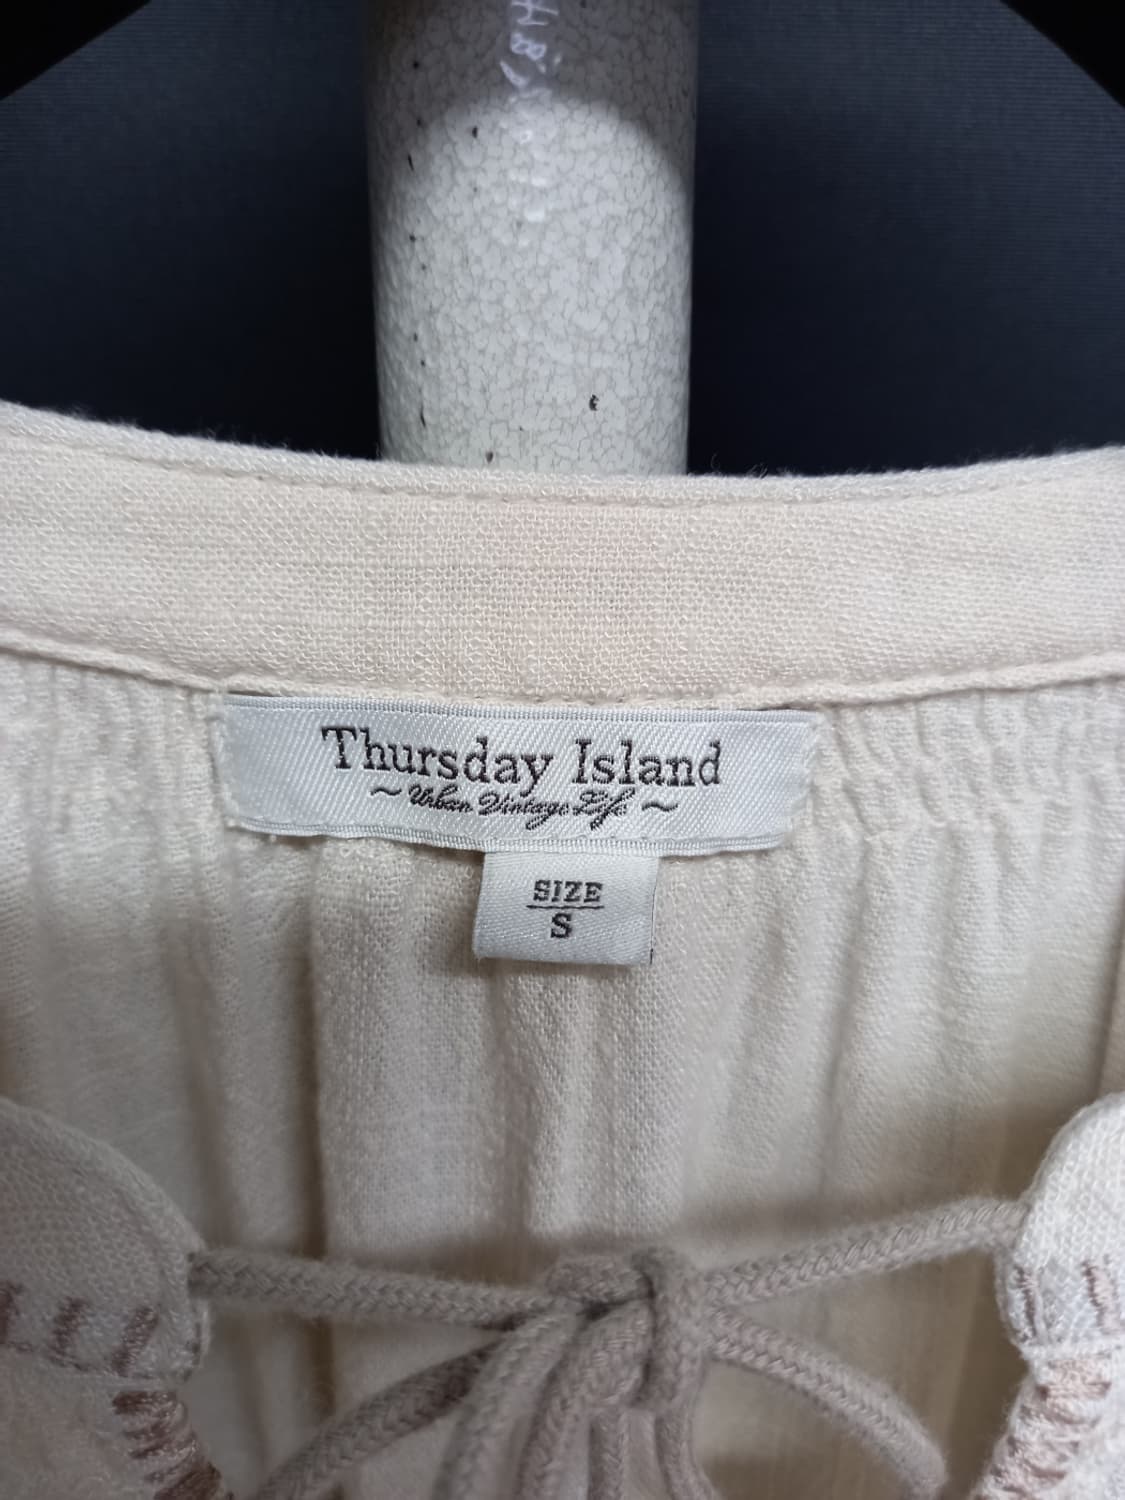 Thursday Island
~ Urban Vintage Life ~
SIZE
S